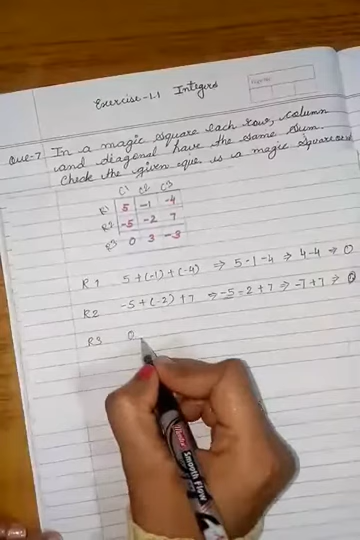 Exercise-1.1 Integers
Que-7 In a magic square each row, column
and diagonal have the same sum.
Check the given que is a magic square
C1 C2 C3
R1 5 -1 -4
R2 -5 -2 7
R3 0 3 -3
R1 5+(-1)+(-4) ⇒ 5-1-4 ⇒ 4-4 ⇒ 0
R2 -5+(-2)+7 ⇒ -5-2+7 ⇒ -7+7 ⇒ 0
R3 0
Smooth Flow